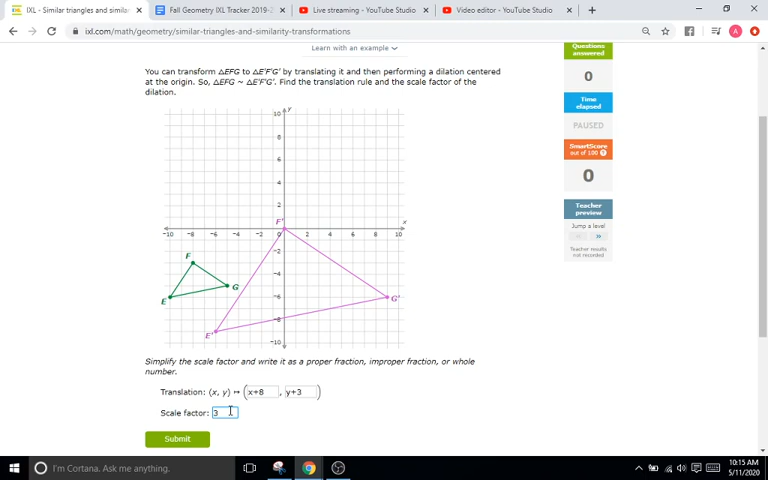 IXL - Similar triangles and simila
Fall Geometry IXL Tracker 2019-2
Live streaming - YouTube Studio
Video editor - YouTube Studio
ixl.com/math/geometry/similar-triangles-and-similarity-transformations
A
Learn with an example
Questions answered
0
Time elapsed
PAUSED
SmartScore
out of 100 ?
0
Teacher preview
Jump a level
Teacher results not recorded
You can transform △EFG to △E'F'G' by translating it and then performing a dilation centered
at the origin. So, △EFG ~ △E'F'G'. Find the translation rule and the scale factor of the
dilation.
10 y
8
6
4
2
F'
x
-10 -8 -6 -4 -2 0 2 4 6 8 10
-2
F
-4
G
-6
E
G'
-8
E'
-10
Simplify the scale factor and write it as a proper fraction, improper fraction, or whole
number.
Translation: (x, y) ↦ ( x+8 , y+3 )
Scale factor: 3
Submit
I'm Cortana. Ask me anything.
10:15 AM
5/11/2020